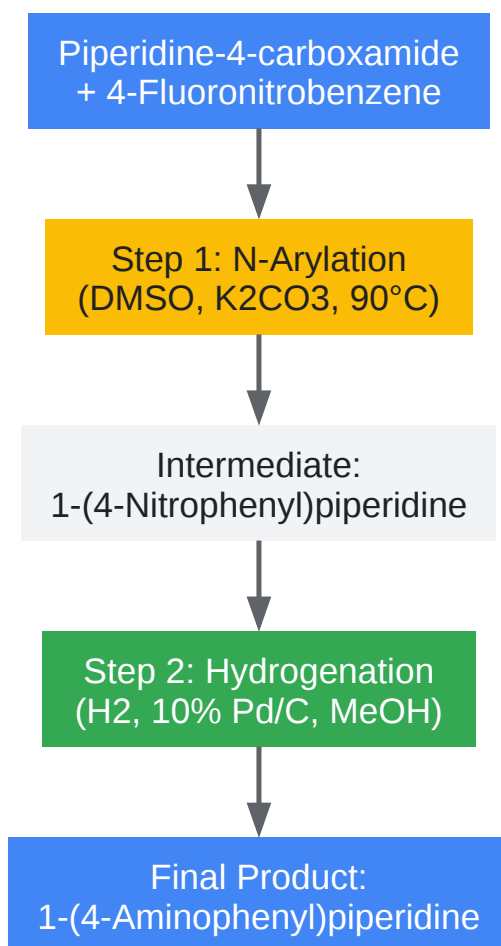 Piperidine-4-carboxamide
+ 4-Fluoronitrobenzene
Step 1: N-Arylation
(DMSO, K2CO3, 90°C)
Intermediate:
1-(4-Nitrophenyl)piperidine
Step 2: Hydrogenation
(H2, 10% Pd/C, MeOH)
Final Product:
1-(4-Aminophenyl)piperidine